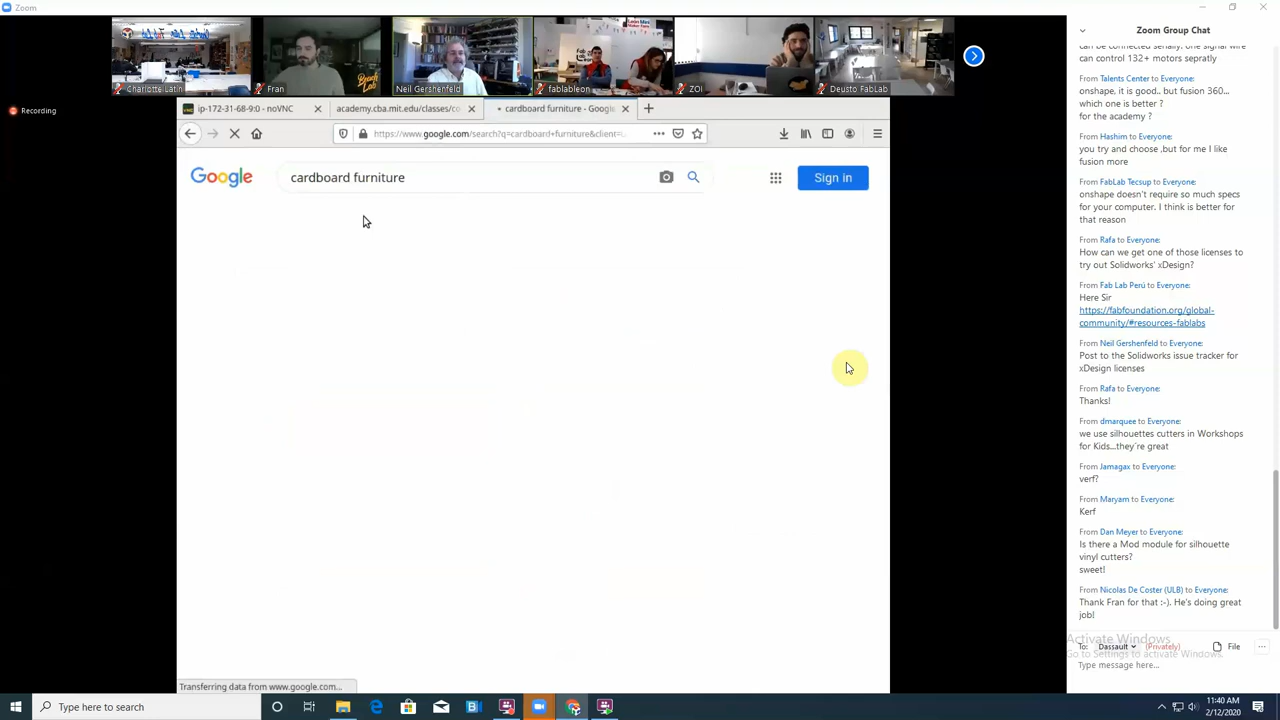 Zoom
Charlotte Latin
Fran
Beach Lab
Neil Gershenfeld
fablableon
ZOI
Deusto FabLab
Recording
ip-172-31-68-9:0 - noVNC
academy.cba.mit.edu/classes/co
cardboard furniture - Google
https://www.google.com/search?q=cardboard+furniture&client=u
Google
cardboard furniture
Sign in
Transferring data from www.google.com...
Zoom Group Chat
can be connected serially. one signal wire
can control 132+ motors sepratly
From Talents Center to Everyone:
onshape, it is good.. but fusion 360...
which one is better ?
for the academy ?
From Hashim to Everyone:
you try and choose ,but for me I like
fusion more
From FabLab Tecsup to Everyone:
onshape doesn't require so much specs
for your computer. I think is better for
that reason
From Rafa to Everyone:
How can we get one of those licenses to
try out Solidworks' xDesign?
From Fab Lab Perú to Everyone:
Here Sir
https://fabfoundation.org/global-
community/#resources-fablabs
From Neil Gershenfeld to Everyone:
Post to the Solidworks issue tracker for
xDesign licenses
From Rafa to Everyone:
Thanks!
From dmarquee to Everyone:
we use silhouettes cutters in Workshops
for Kids...they´re great
From Jamagax to Everyone:
verf?
From Maryam to Everyone:
Kerf
From Dan Meyer to Everyone:
Is there a Mod module for silhouette
vinyl cutters?
sweet!
From Nicolas De Coster (ULB) to Everyone:
Thank Fran for that :-). He's doing great
job!
Activate Windows
Go to Settings to activate Windows.
To: Dassault (Privately)
File
Type message here...
Type here to search
11:40 AM
2/12/2020